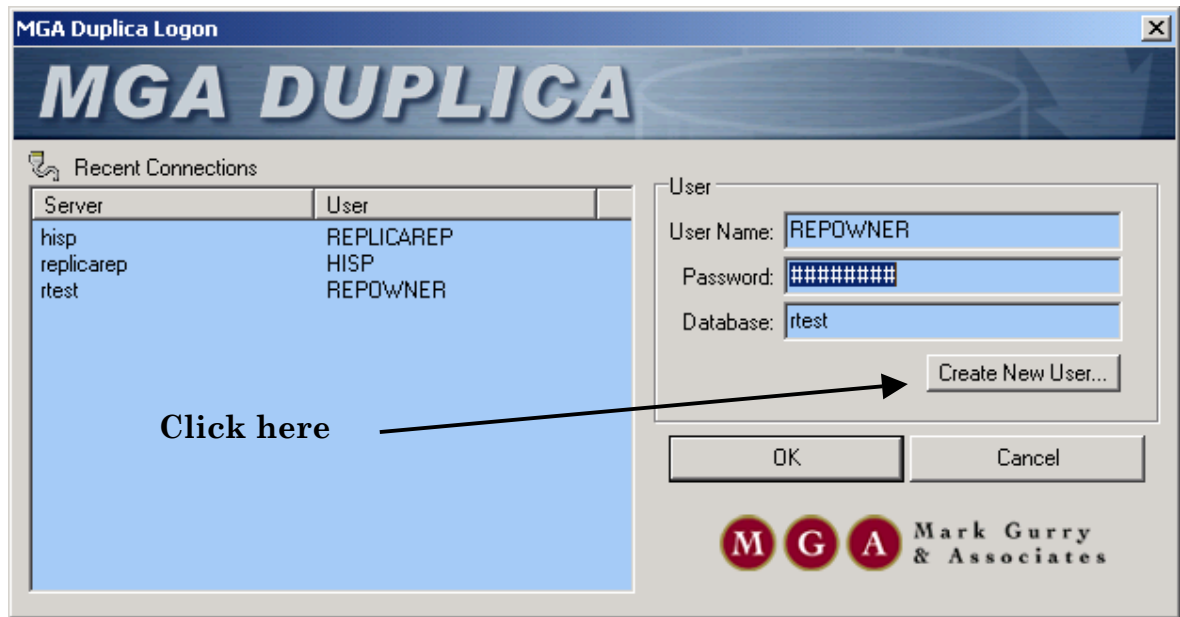 MGA Duplica Logon
MGA DUPLICA
Recent Connections
Server User
hisp REPLICAREP
replicarep HISP
rtest REPOWNER
Click here
User
User Name: REPOWNER
Password: ########
Database: rtest
Create New User...
OK Cancel
M G A Mark Gurry
& Associates